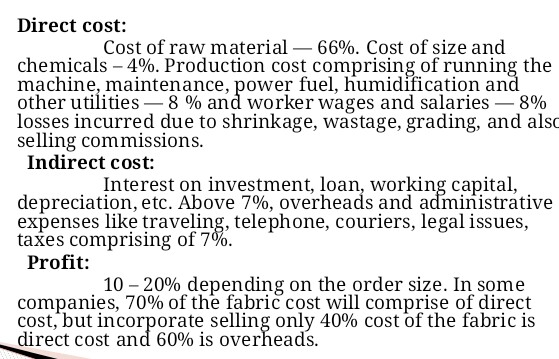 Direct cost:
Cost of raw material — 66%. Cost of size and
chemicals – 4%. Production cost comprising of running the
machine, maintenance, power fuel, humidification and
other utilities — 8 % and worker wages and salaries — 8%
losses incurred due to shrinkage, wastage, grading, and also
selling commissions.
Indirect cost:
Interest on investment, loan, working capital,
depreciation, etc. Above 7%, overheads and administrative
expenses like traveling, telephone, couriers, legal issues,
taxes comprising of 7%.
Profit:
10 – 20% depending on the order size. In some
companies, 70% of the fabric cost will comprise of direct
cost, but incorporate selling only 40% cost of the fabric is
direct cost and 60% is overheads.